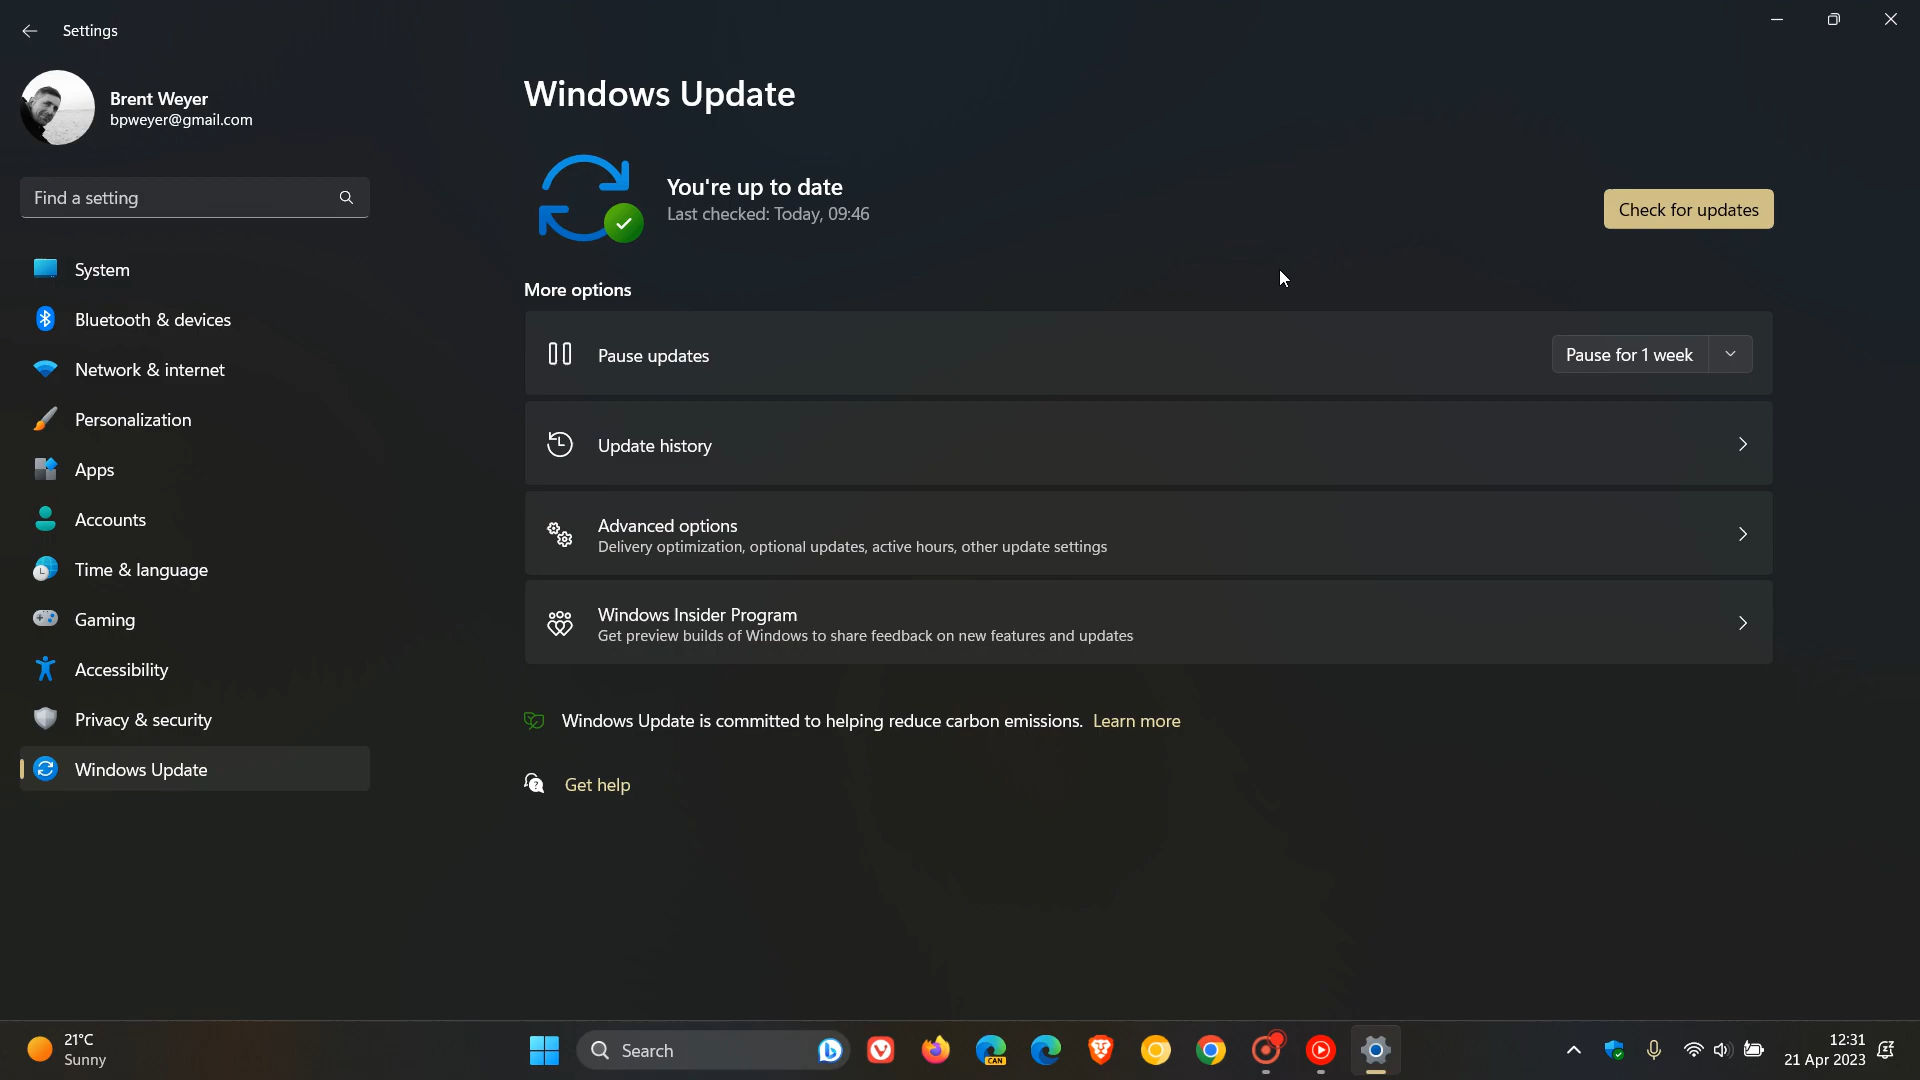 Settings
Brent Weyer
bpweyer@gmail.com
Find a setting
System
Bluetooth & devices
Network & internet
Personalization
Apps
Accounts
Time & language
Gaming
Accessibility
Privacy & security
Windows Update
Windows Update
You're up to date
Last checked: Today, 09:46
Check for updates
More options
Pause updates
Pause for 1 week
Update history
Advanced options
Delivery optimization, optional updates, active hours, other update settings
Windows Insider Program
Get preview builds of Windows to share feedback on new features and updates
Windows Update is committed to helping reduce carbon emissions. Learn more
Get help
21°C
Sunny
Search
CAN
12:31
21 Apr 2023